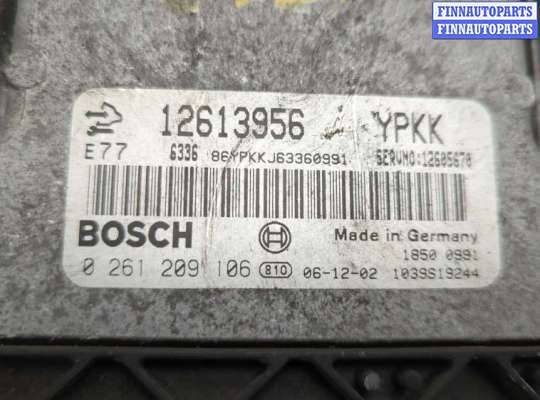 FINNAUTOPARTS
FINNAUTOPARTS
12613956 YPKK
E77 6336 86YPKKJ63360991 SERVNO:12605670
BOSCH Made in Germany
1850 0991
0 261 209 106 810 06-12-02 1039S19244